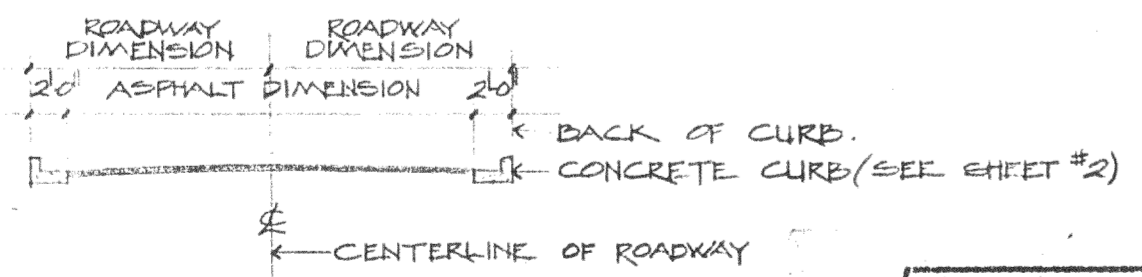 ROADWAY DIMENSION ROADWAY DIMENSION
2'0" ASPHALT DIMENSION 2'0"
BACK OF CURB.
CONCRETE CURB (SEE SHEET #2)
℄
CENTERLINE OF ROADWAY